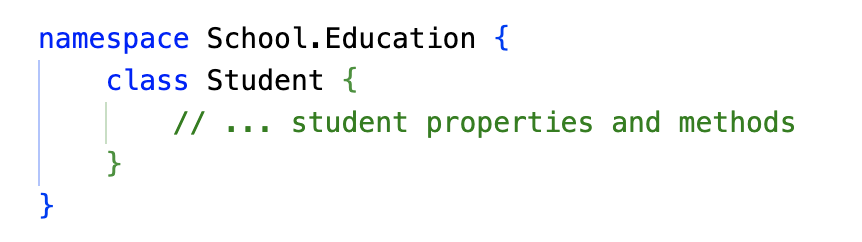 namespace School.Education {
    class Student {
        // ... student properties and methods
    }
}